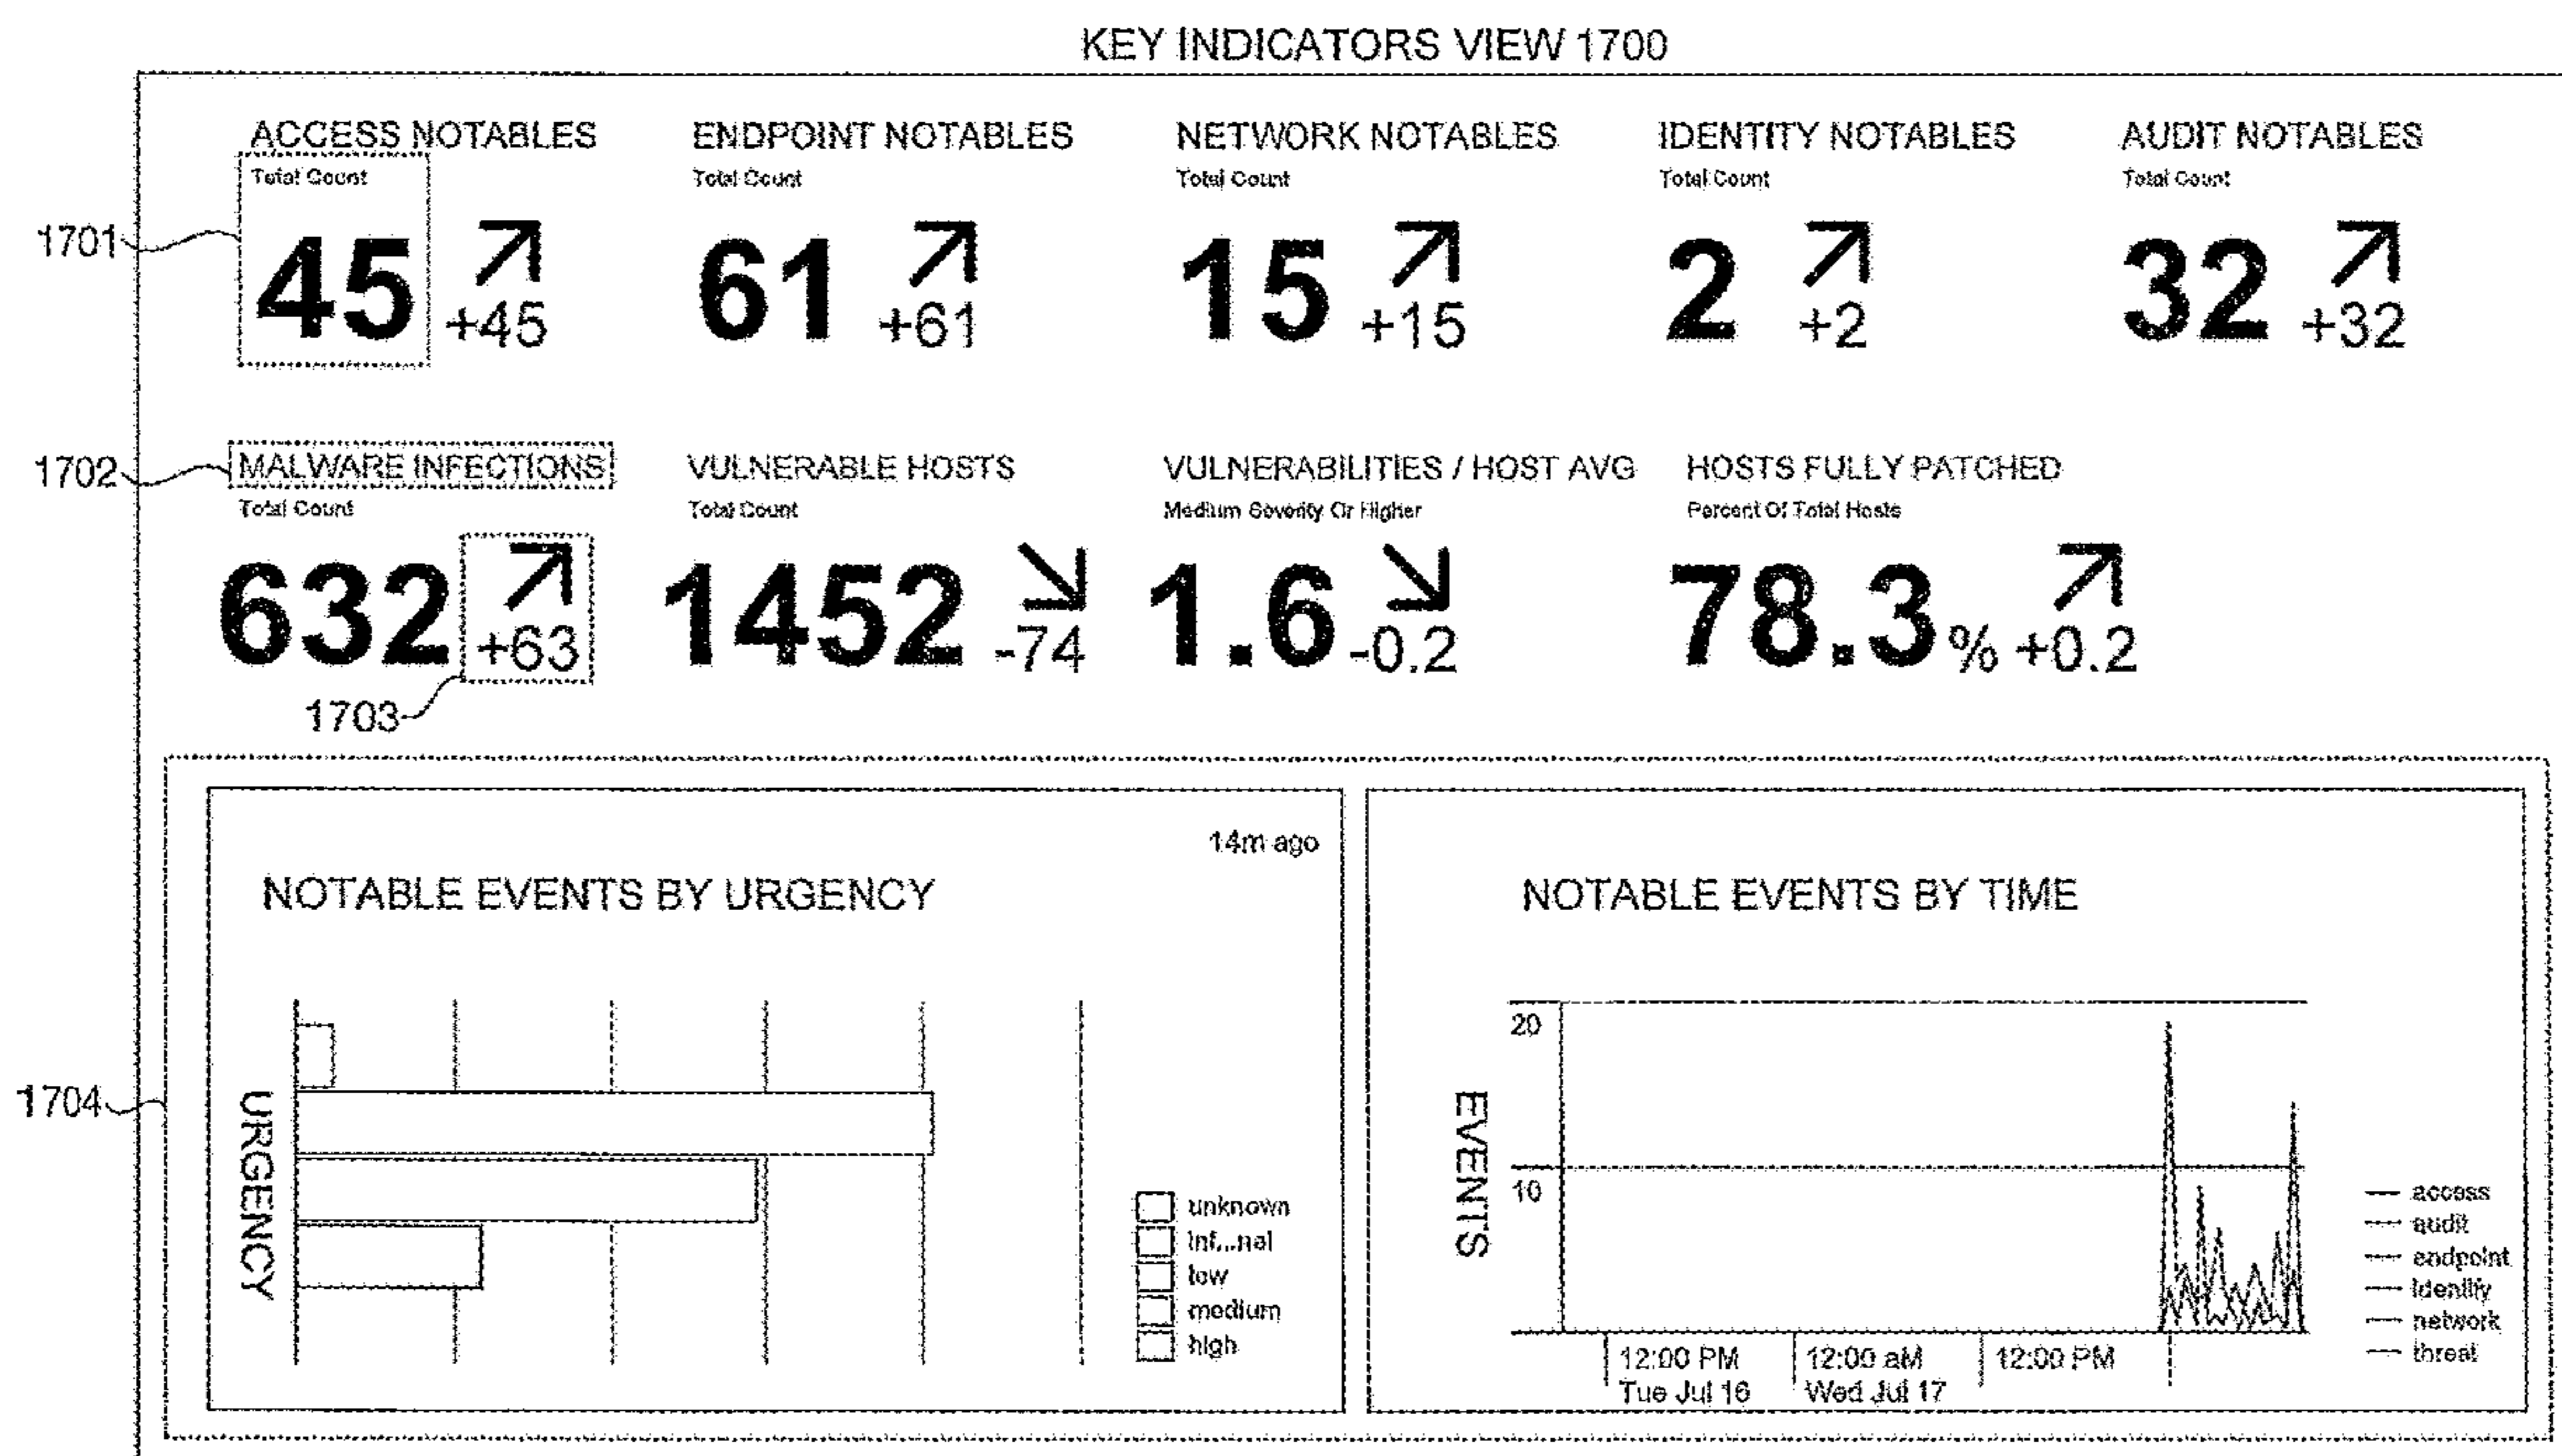 KEY INDICATORS VIEW 1700
ACCESS NOTABLES
Total Count
45 +45
ENDPOINT NOTABLES
Total Count
61 +61
NETWORK NOTABLES
Total Count
15 +15
IDENTITY NOTABLES
Total Count
2 +2
AUDIT NOTABLES
Total Count
32 +32
1701
1702
MALWARE INFECTIONS
Total Count
632 +63
1703
VULNERABLE HOSTS
Total Count
1452 -74
VULNERABILITIES / HOST AVG
Medium Severity Or Higher
1.6 -0.2
HOSTS FULLY PATCHED
Percent Of Total Hosts
78.3% +0.2
1704
14m ago
NOTABLE EVENTS BY URGENCY
URGENCY
unknown
inf...nal
low
medium
high
NOTABLE EVENTS BY TIME
EVENTS
20
10
12:00 PM
Tue Jul 16
12:00 aM
Wed Jul 17
12:00 PM
access
audit
endpoint
identity
network
threat